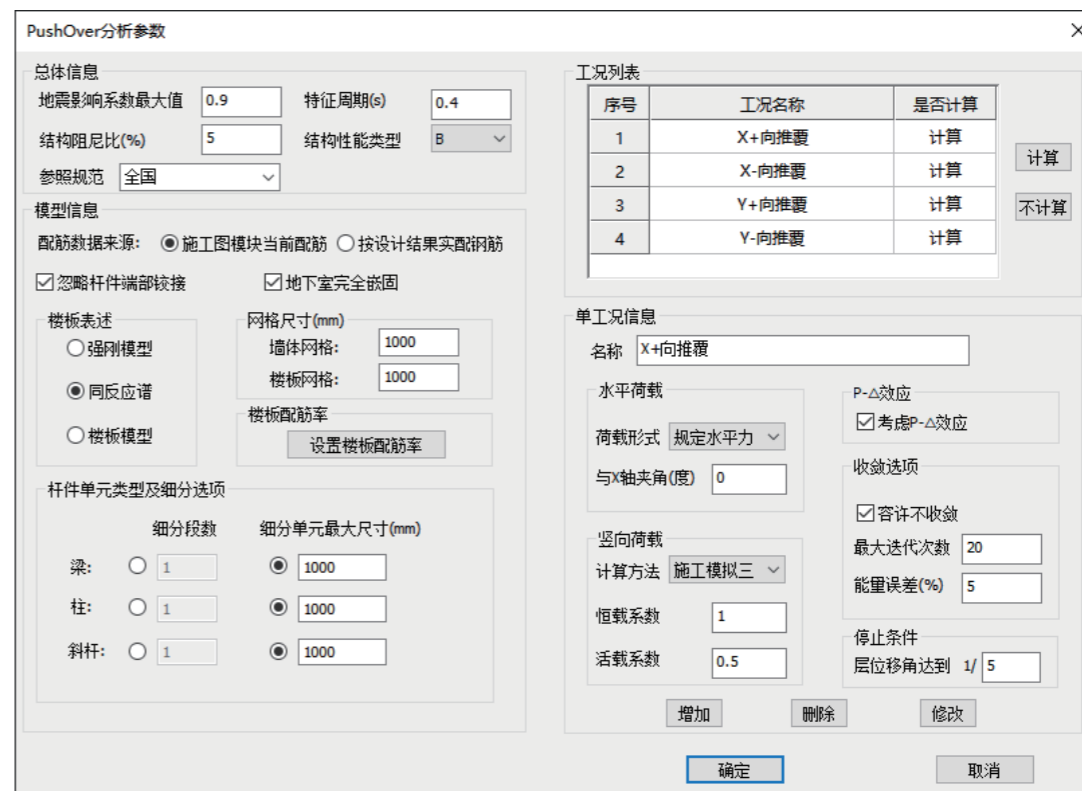 PushOver分析参数
总体信息
地震影响系数最大值 0.9 特征周期(s) 0.4
结构阻尼比(%) 5 结构性能类型 B
参照规范 全国
模型信息
配筋数据来源: 施工图模块当前配筋 按设计结果实配钢筋
忽略杆件端部铰接 地下室完全嵌固
楼板表述
强刚模型
同反应谱
楼板模型
网格尺寸(mm)
墙体网格: 1000
楼板网格: 1000
楼板配筋率
设置楼板配筋率
杆件单元类型及细分选项
细分段数 细分单元最大尺寸(mm)
梁: 1 1000
柱: 1 1000
斜杆: 1 1000
工况列表
序号 工况名称 是否计算
1 X+向推覆 计算
2 X-向推覆 计算
3 Y+向推覆 计算
4 Y-向推覆 计算
计算
不计算
单工况信息
名称 X+向推覆
水平荷载
荷载形式 规定水平力
与X轴夹角(度) 0
竖向荷载
计算方法 施工模拟三
恒载系数 1
活载系数 0.5
P-△效应
考虑P-△效应
收敛选项
容许不收敛
最大迭代次数 20
能量误差(%) 5
停止条件
层位移角达到 1/ 5
增加 删除 修改
确定 取消